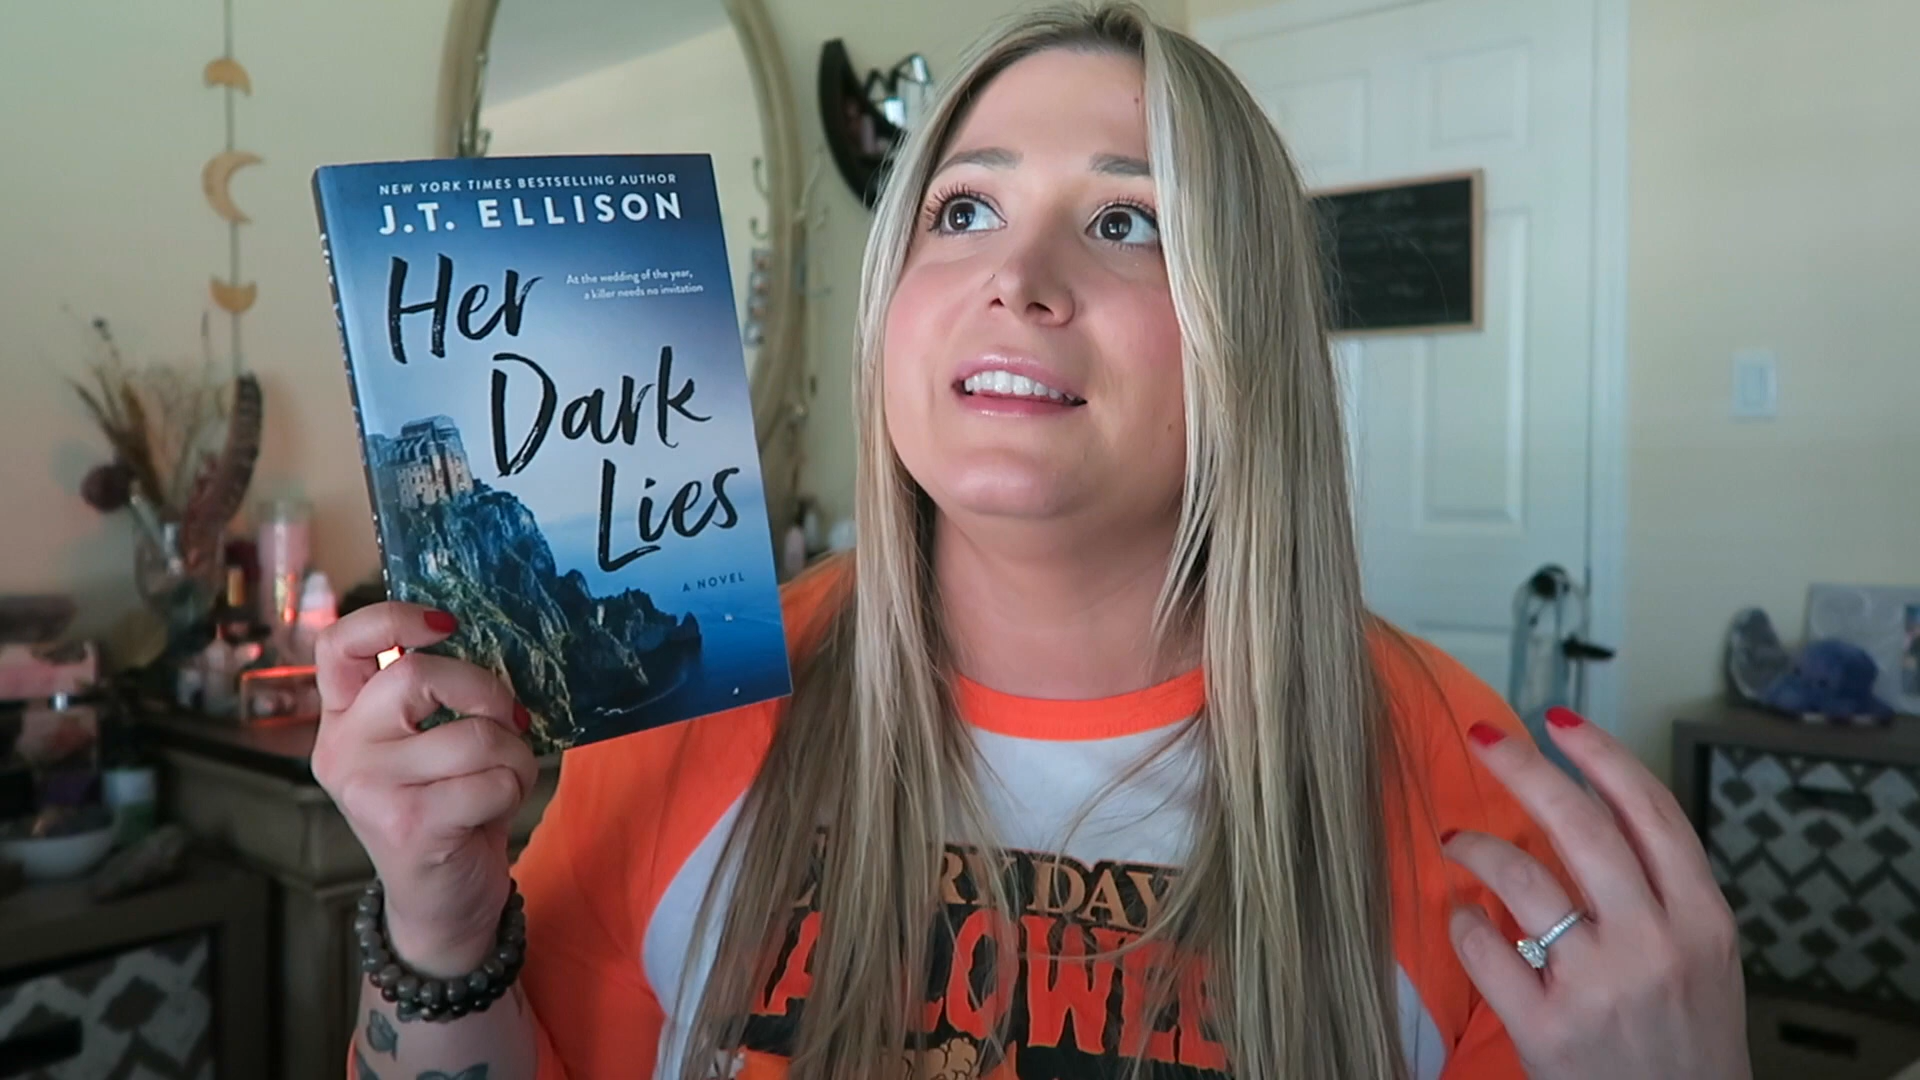 NEW YORK TIMES BESTSELLING AUTHOR
J.T. ELLISON
Her
At the wedding of the year,
a killer needs no invitation
Dark
Lies
A NOVEL
DAY